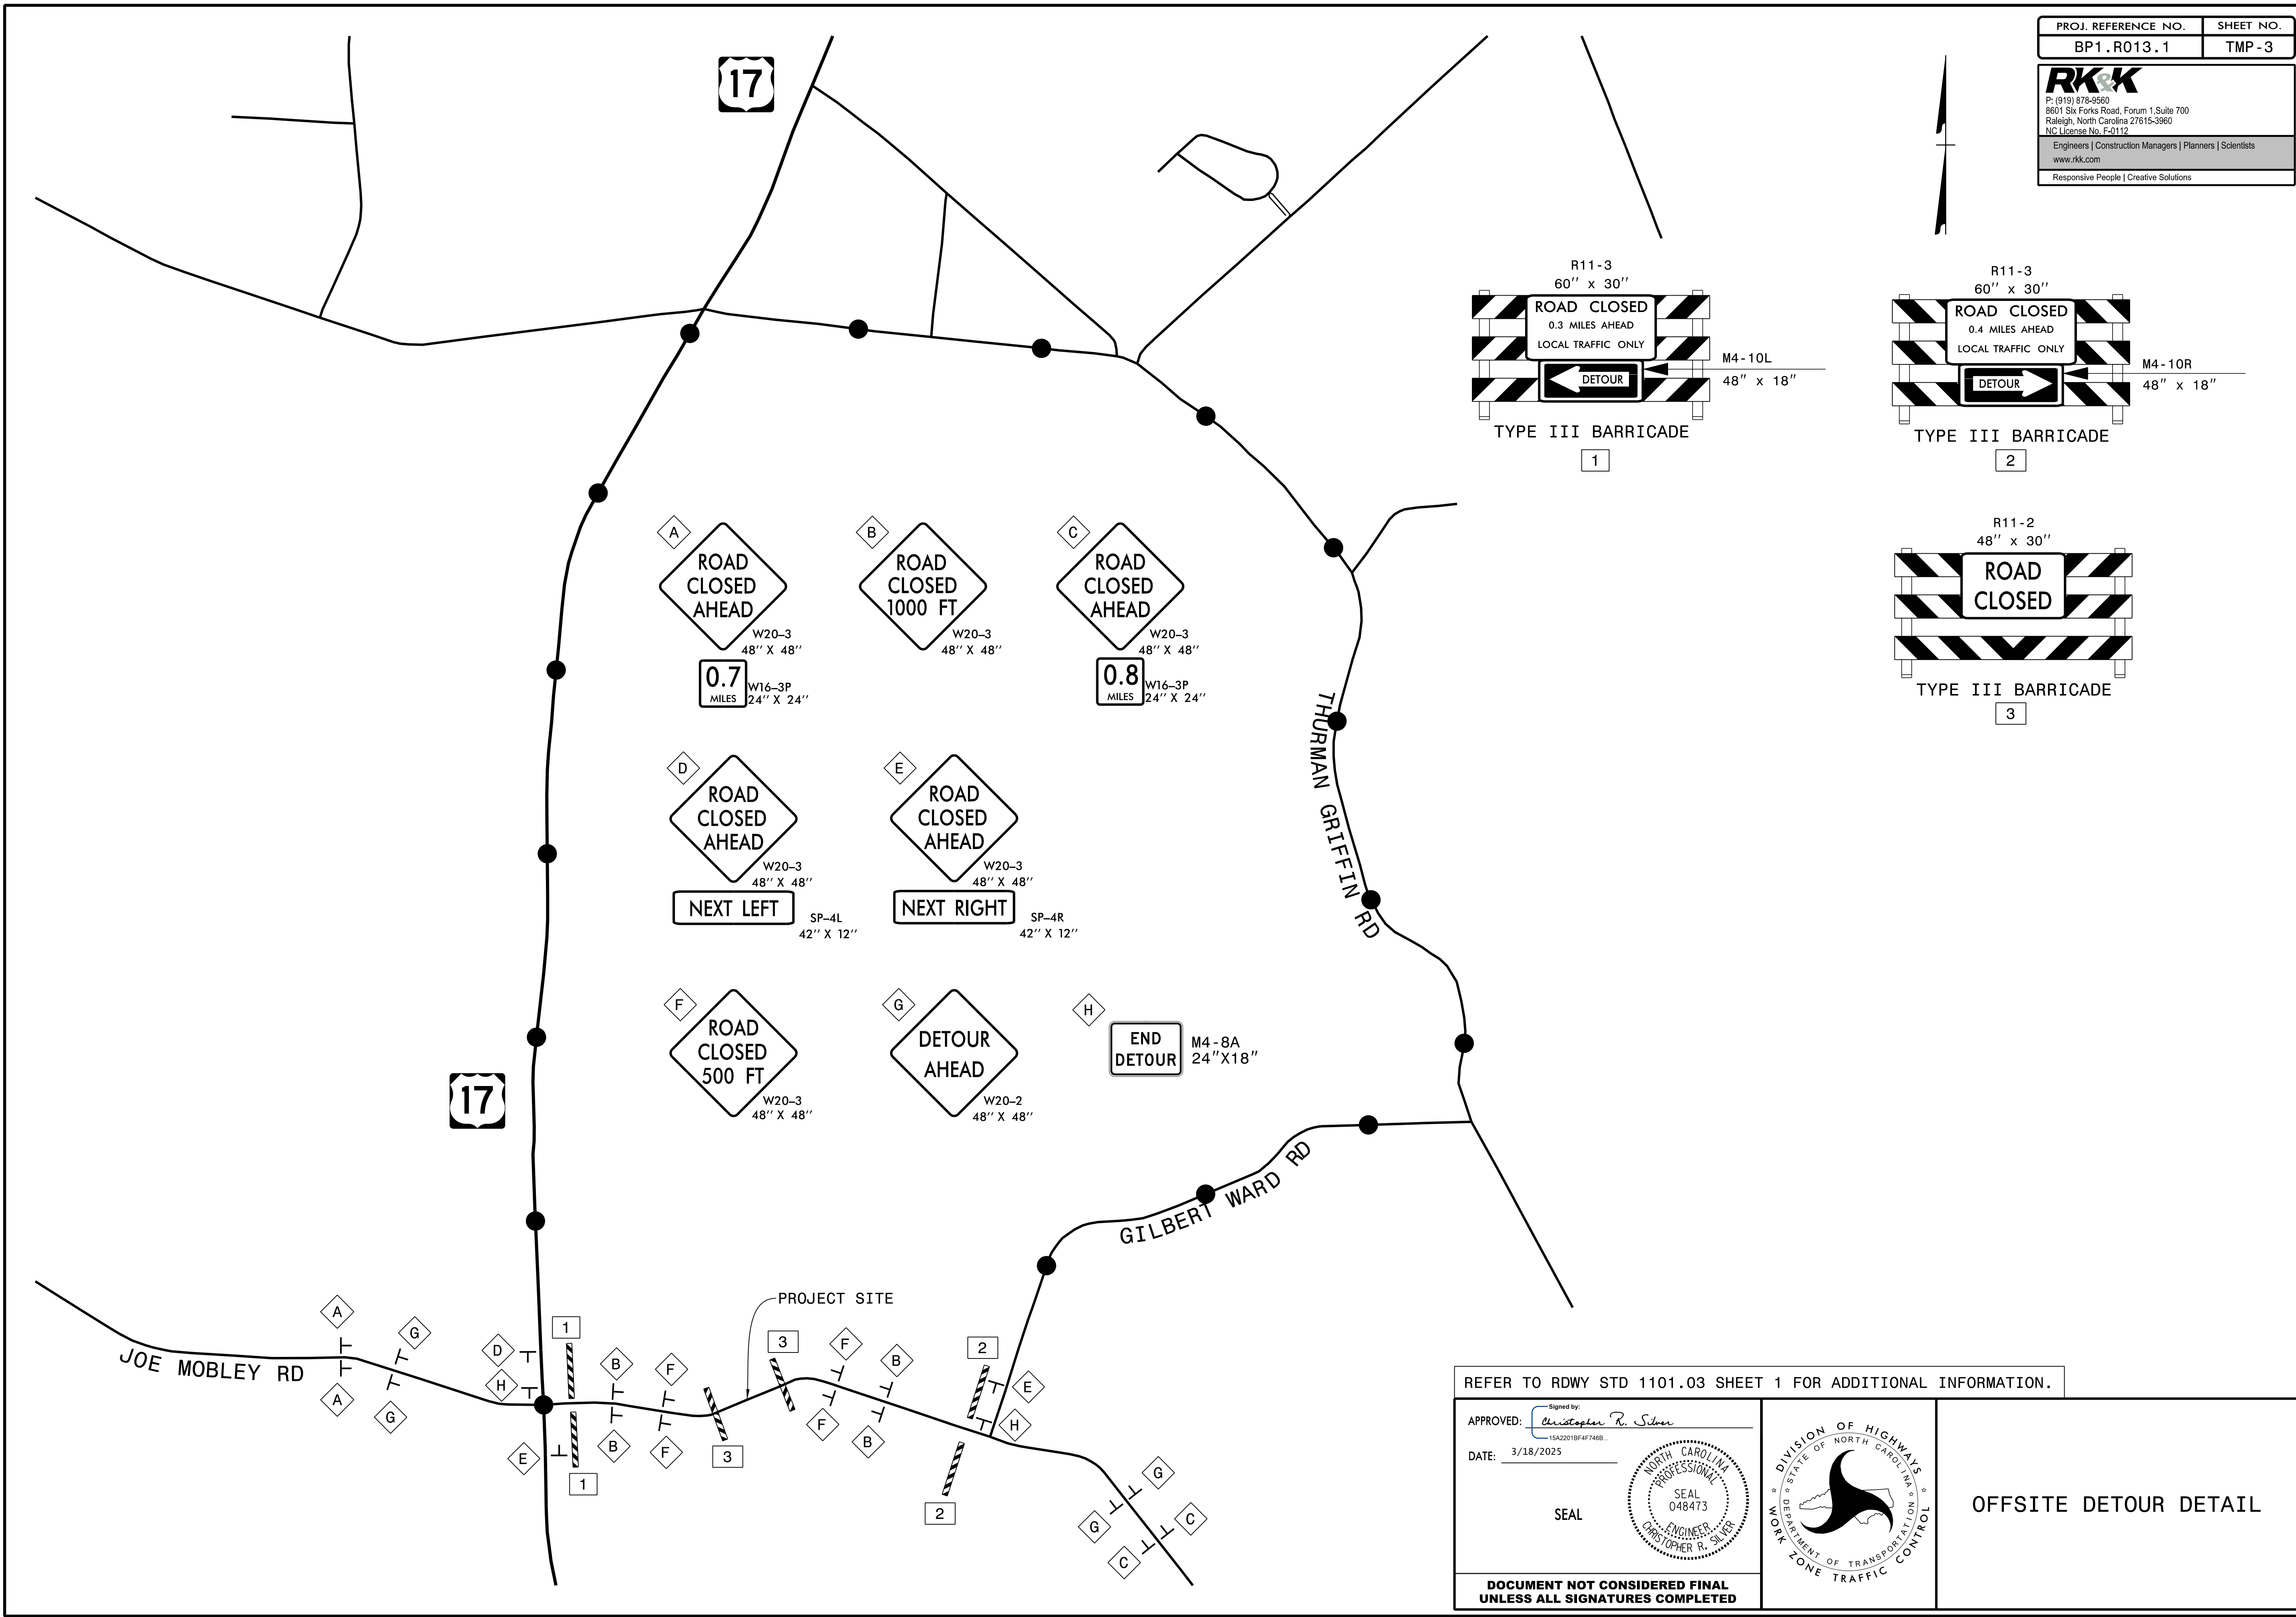 PROJ. REFERENCE NO.
SHEET NO.
BP1.R013.1
TMP-3
RK&K
P: (919) 878-9560
8601 Six Forks Road, Forum 1,Suite 700
Raleigh, North Carolina 27615-3960
NC License No. F-0112
Engineers | Construction Managers | Planners | Scientists
www.rkk.com
Responsive People | Creative Solutions
17
R11-3
60'' x 30''
ROAD CLOSED
0.3 MILES AHEAD
LOCAL TRAFFIC ONLY
DETOUR
M4-10L
48" x 18"
TYPE III BARRICADE
1
R11-3
60'' x 30''
ROAD CLOSED
0.4 MILES AHEAD
LOCAL TRAFFIC ONLY
DETOUR
M4-10R
48" x 18"
TYPE III BARRICADE
2
R11-2
48'' x 30''
ROAD
CLOSED
TYPE III BARRICADE
3
A
ROAD
CLOSED
AHEAD
W20-3
48'' X 48''
0.7
MILES
W16-3P
24'' X 24''
B
ROAD
CLOSED
1000 FT
W20-3
48'' X 48''
C
ROAD
CLOSED
AHEAD
W20-3
48'' X 48''
0.8
MILES
W16-3P
24'' X 24''
D
ROAD
CLOSED
AHEAD
W20-3
48'' X 48''
NEXT LEFT
SP-4L
42'' X 12''
E
ROAD
CLOSED
AHEAD
W20-3
48'' X 48''
NEXT RIGHT
SP-4R
42'' X 12''
F
ROAD
CLOSED
500 FT
W20-3
48'' X 48''
G
DETOUR
AHEAD
W20-2
48'' X 48''
H
END
DETOUR
M4-8A
24"X18"
THURMAN GRIFFIN RD
17
GILBERT WARD RD
JOE MOBLEY RD
PROJECT SITE
A
G
D
1
B
F
3
F
B
2
H
E
A
G
E
1
B
F
3
F
B
2
H
G
C
G
C
REFER TO RDWY STD 1101.03 SHEET 1 FOR ADDITIONAL INFORMATION.
APPROVED:
Signed by:
Christopher R. Silver
15A2201BF4F746B...
DATE: 3/18/2025
SEAL
NORTH CAROLINA
PROFESSIONAL
SEAL
048473
ENGINEER
CHRISTOPHER R. SILVER
DOCUMENT NOT CONSIDERED FINAL
UNLESS ALL SIGNATURES COMPLETED
DIVISION OF HIGHWAYS
STATE OF NORTH CAROLINA
DEPARTMENT OF TRANSPORTATION
WORK ZONE TRAFFIC CONTROL
OFFSITE DETOUR DETAIL